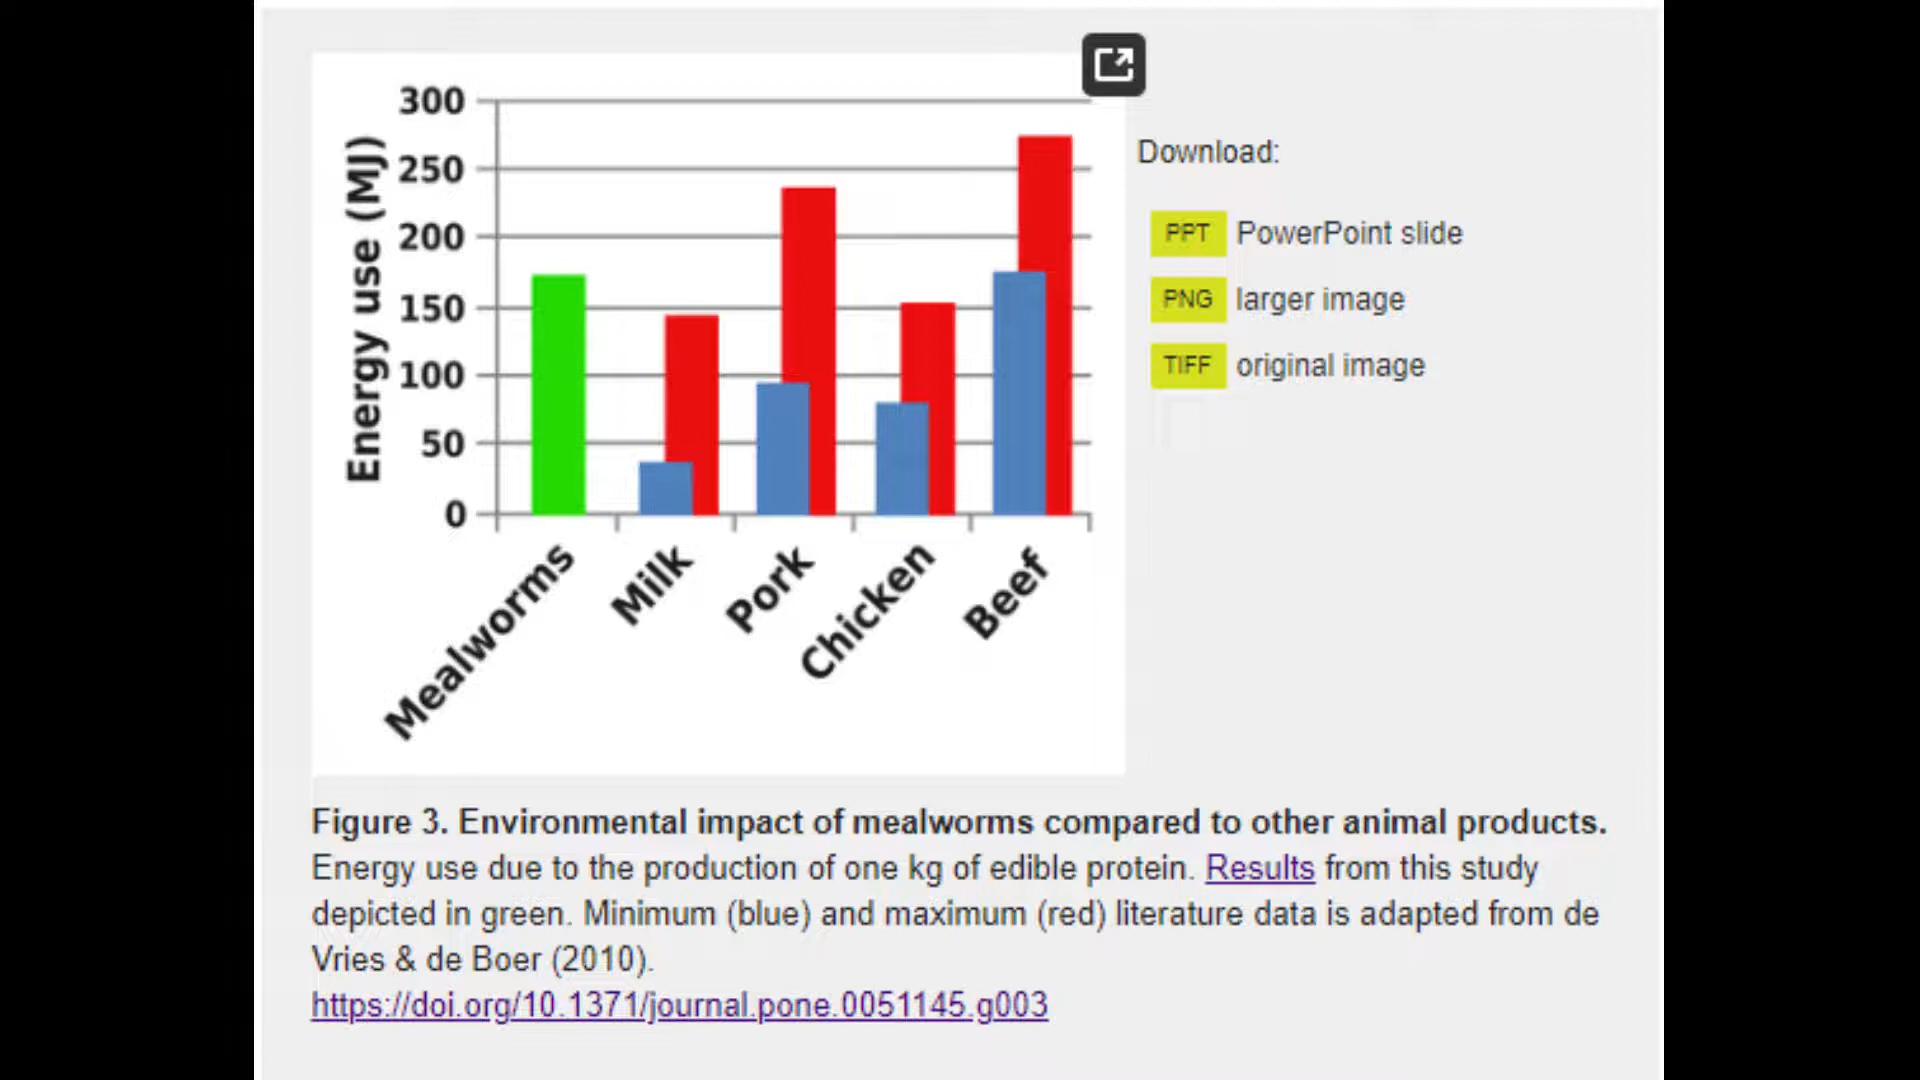 300
250
200
150
100
50
0
Energy use (MJ)
Mealworms
Milk
Pork
Chicken
Beef
Download:
PPT PowerPoint slide
PNG larger image
TIFF original image
Figure 3. Environmental impact of mealworms compared to other animal products.
Energy use due to the production of one kg of edible protein. Results from this study
depicted in green. Minimum (blue) and maximum (red) literature data is adapted from de
Vries & de Boer (2010).
https://doi.org/10.1371/journal.pone.0051145.g003